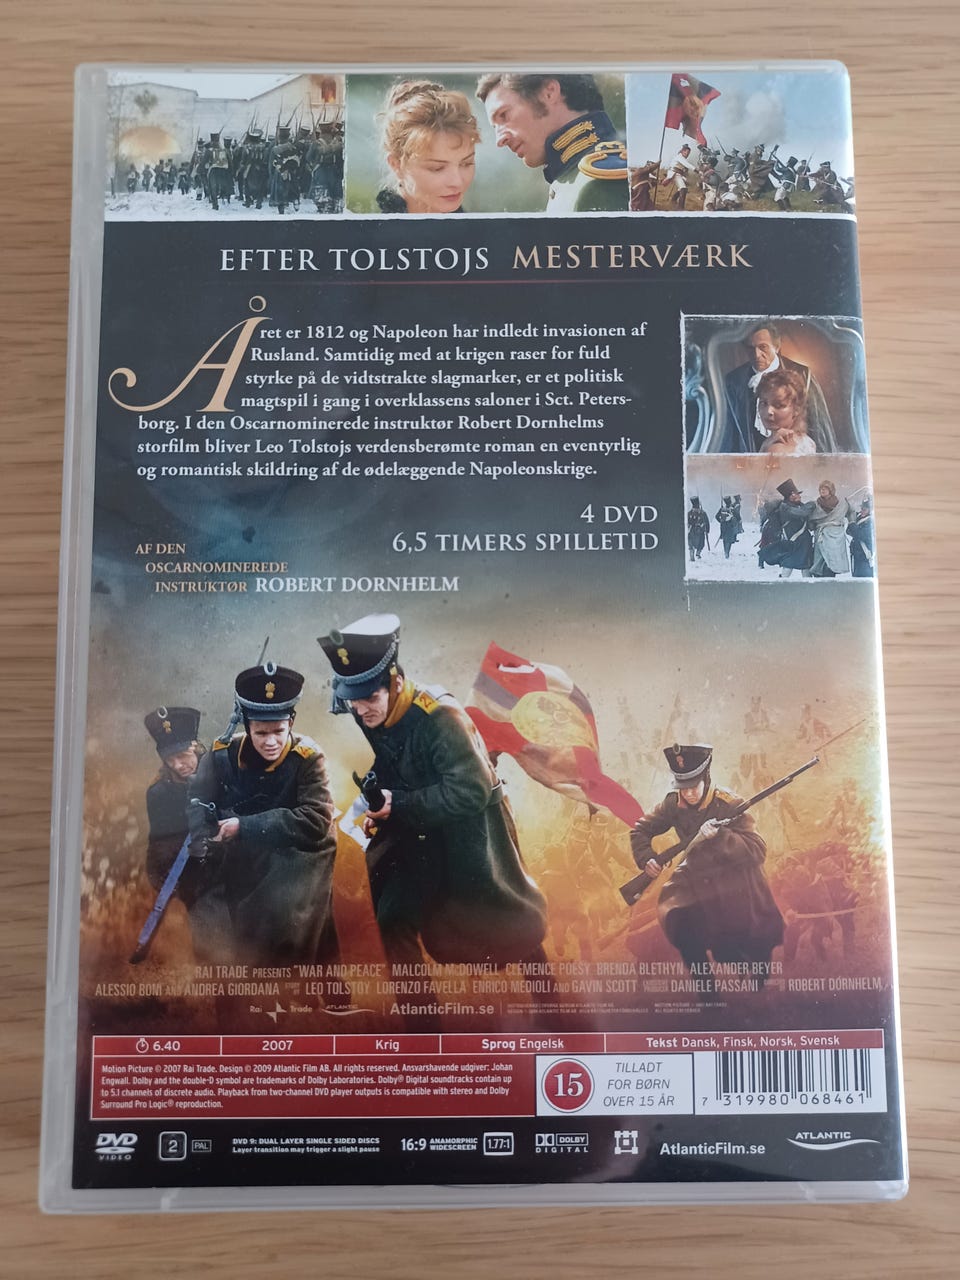 EFTER TOLSTOJS MESTERVÆRK
Året er 1812 og Napoleon har indledt invasionen af
Rusland. Samtidig med at krigen raser for fuld
styrke på de vidtstrakte slagmarker, er et politisk
magtspil i gang i overklassens saloner i Sct. Peters-
borg. I den Oscarnominerede instruktør Robert Dornhelms
storfilm bliver Leo Tolstojs verdensberømte roman en eventyrlig
og romantisk skildring af de ødelæggende Napoleonskrige.
4 DVD
6,5 TIMERS SPILLETID
AF DEN
OSCARNOMINEREDE
INSTRUKTØR ROBERT DORNHELM
RAI TRADE PRESENTS "WAR AND PEACE" MALCOLM McDOWELL CLÉMENCE POÉSY BRENDA BLETHYN ALEXANDER BEYER
ALESSIO BONI AND ANDREA GIORDANA STORY BY LEO TOLSTOY LORENZO FAVELLA ENRICO MEDIOLI AND GAVIN SCOTT DANIELE PASSANI DIRECTED BY ROBERT DORNHELM
Rai Trade ATLANTIC AtlanticFilm.se
6.40 2007 Krig Sprog Engelsk Tekst Dansk, Finsk, Norsk, Svensk
Motion Picture © 2007 Rai Trade. Design © 2009 Atlantic Film AB. All rights reserved. Ansvarshavende udgiver: Johan
Engwall. Dolby and the double-D symbol are trademarks of Dolby Laboratories. Dolby® Digital soundtracks contain up
to 5.1 channels of discrete audio. Playback from two-channel DVD player outputs is compatible with stereo and Dolby
Surround Pro Logic® reproduction.
15
TILLADT
FOR BØRN
OVER 15 ÅR
7 319980 068461
DVD VIDEO 2 PAL
DVD 9: DUAL LAYER SINGLE SIDED DISCS
Layer transition may trigger a slight pause
16:9 ANAMORPHIC WIDESCREEN 1.77:1
DOLBY DIGITAL
AtlanticFilm.se
ATLANTIC